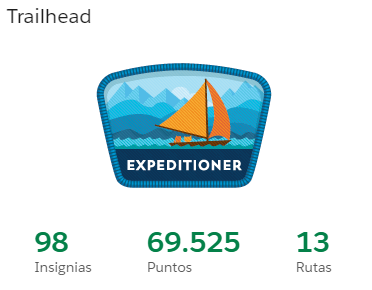 Trailhead
EXPEDITIONER
98 69.525 13
Insignias Puntos Rutas